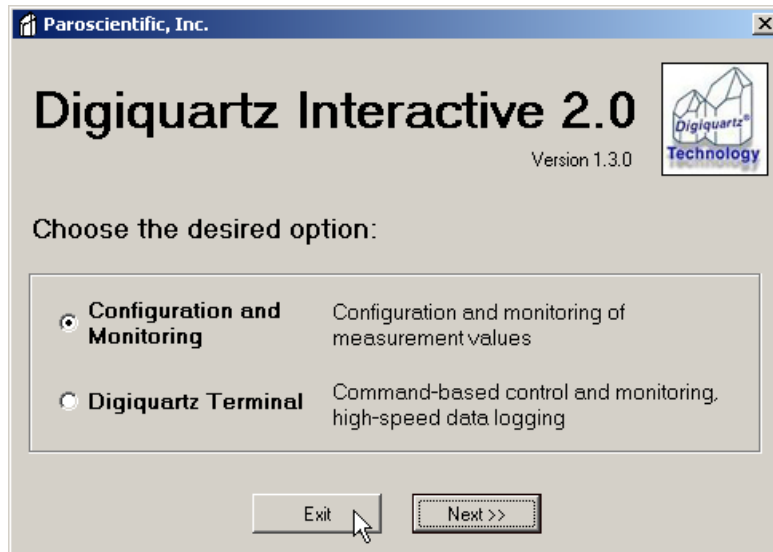 Paroscientific, Inc.
Digiquartz Interactive 2.0
Version 1.3.0
Digiquartz®
Technology
Choose the desired option:
Configuration and
Monitoring
Configuration and monitoring of
measurement values
Digiquartz Terminal
Command-based control and monitoring,
high-speed data logging
Exit
Next >>